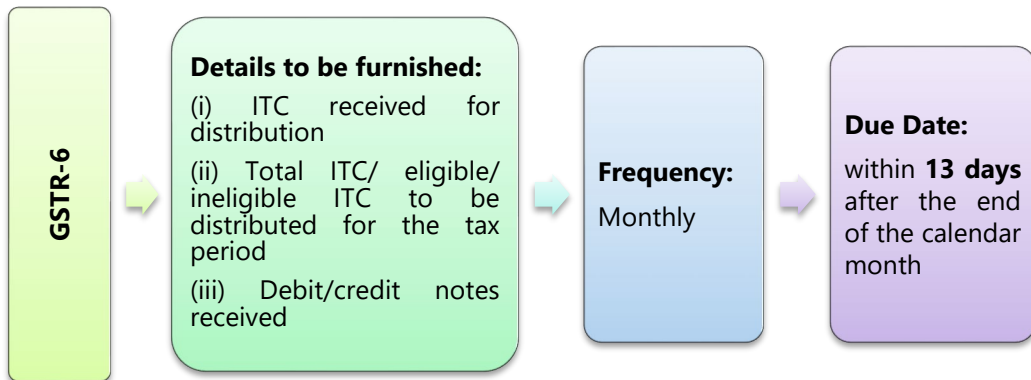 GSTR-6
Details to be furnished:
(i) ITC received for
distribution
(ii) Total ITC/ eligible/
ineligible ITC to be
distributed for the tax
period
(iii) Debit/credit notes
received
Frequency:
Monthly
Due Date:
within 13 days
after the end
of the calendar
month